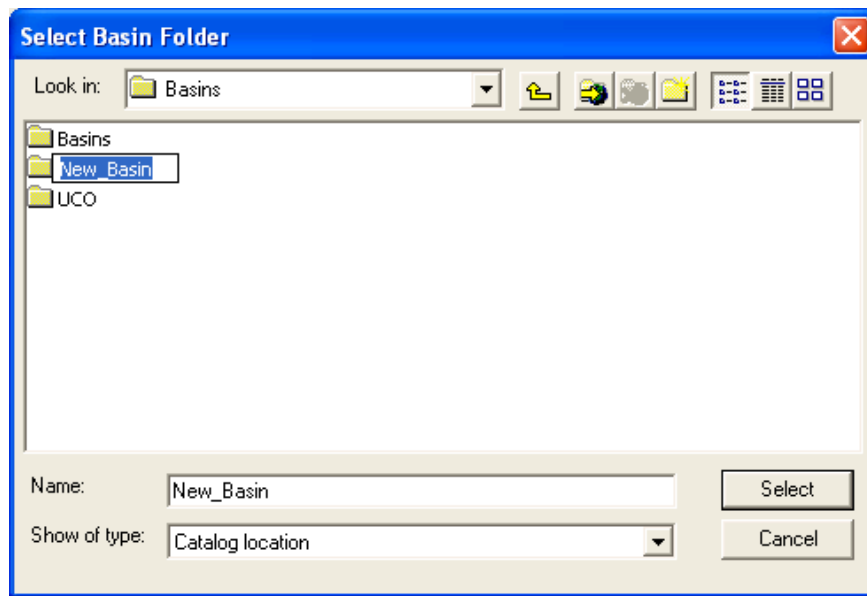 Select Basin Folder
Look in: Basins
Basins
New_Basin
UCO
Name: New_Basin Select
Show of type: Catalog location Cancel